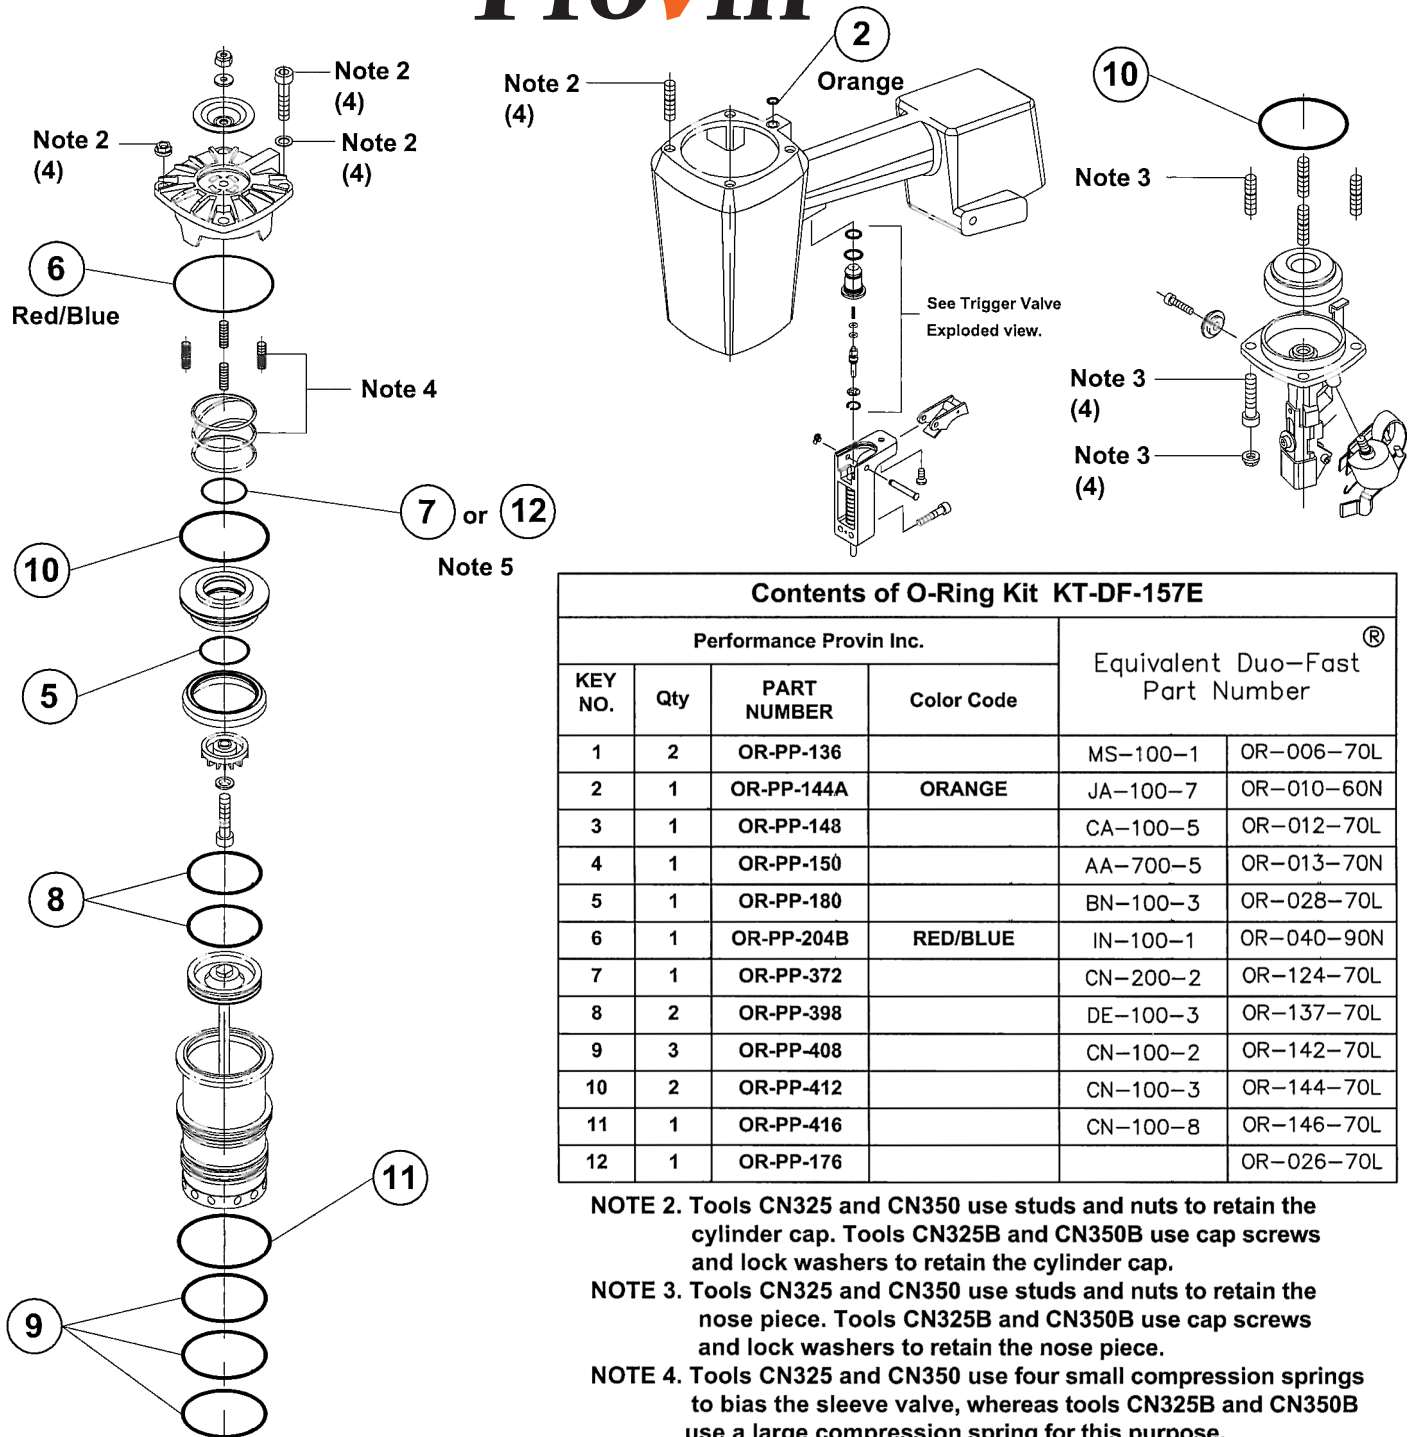 Provin
2
Orange
Note 2
(4)
Note 2
(4)
Note 2
(4)
Note 2
(4)
10
Note 3
6
Red/Blue
See Trigger Valve
Exploded view.
Note 4
Note 3
(4)
Note 3
(4)
7 or 12
Note 5
10
5
8
11
9
Contents of O-Ring Kit KT-DF-157E
Performance Provin Inc.
Equivalent Duo-Fast ®
Part Number
KEY NO. Qty PART NUMBER Color Code
1 2 OR-PP-136 MS-100-1 OR-006-70L
2 1 OR-PP-144A ORANGE JA-100-7 OR-010-60N
3 1 OR-PP-148 CA-100-5 OR-012-70L
4 1 OR-PP-150 AA-700-5 OR-013-70N
5 1 OR-PP-180 BN-100-3 OR-028-70L
6 1 OR-PP-204B RED/BLUE IN-100-1 OR-040-90N
7 1 OR-PP-372 CN-200-2 OR-124-70L
8 2 OR-PP-398 DE-100-3 OR-137-70L
9 3 OR-PP-408 CN-100-2 OR-142-70L
10 2 OR-PP-412 CN-100-3 OR-144-70L
11 1 OR-PP-416 CN-100-8 OR-146-70L
12 1 OR-PP-176 OR-026-70L
NOTE 2. Tools CN325 and CN350 use studs and nuts to retain the
cylinder cap. Tools CN325B and CN350B use cap screws
and lock washers to retain the cylinder cap.
NOTE 3. Tools CN325 and CN350 use studs and nuts to retain the
nose piece. Tools CN325B and CN350B use cap screws
and lock washers to retain the nose piece.
NOTE 4. Tools CN325 and CN350 use four small compression springs
to bias the sleeve valve, whereas tools CN325B and CN350B
use a large compression spring for this purpose.